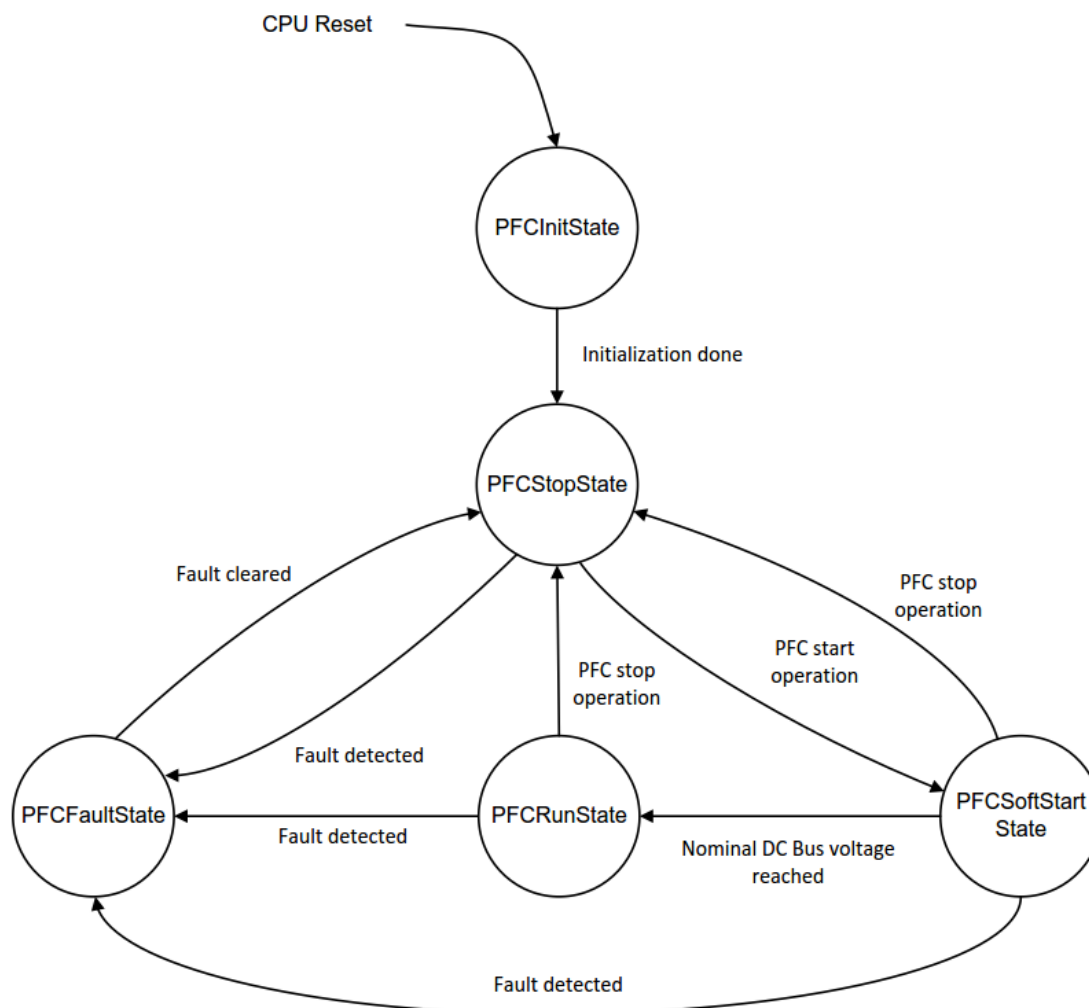 CPU Reset
PFCInitState
Initialization done
PFCStopState
Fault cleared
PFC stop
operation
PFC start
operation
PFC stop
operation
Fault detected
PFCFaultState
Fault detected
PFCRunState
Nominal DC Bus voltage
reached
PFCSoftStart
State
Fault detected